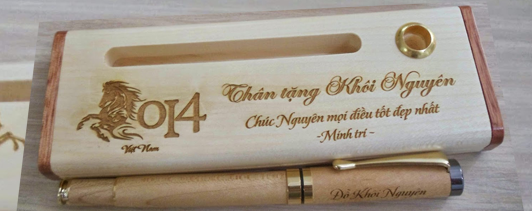 2014
Việt Nam
Thân tặng Khôi Nguyên
Chúc Nguyên mọi điều tốt đẹp nhất
-Minh trí-
Đỗ Khôi Nguyên